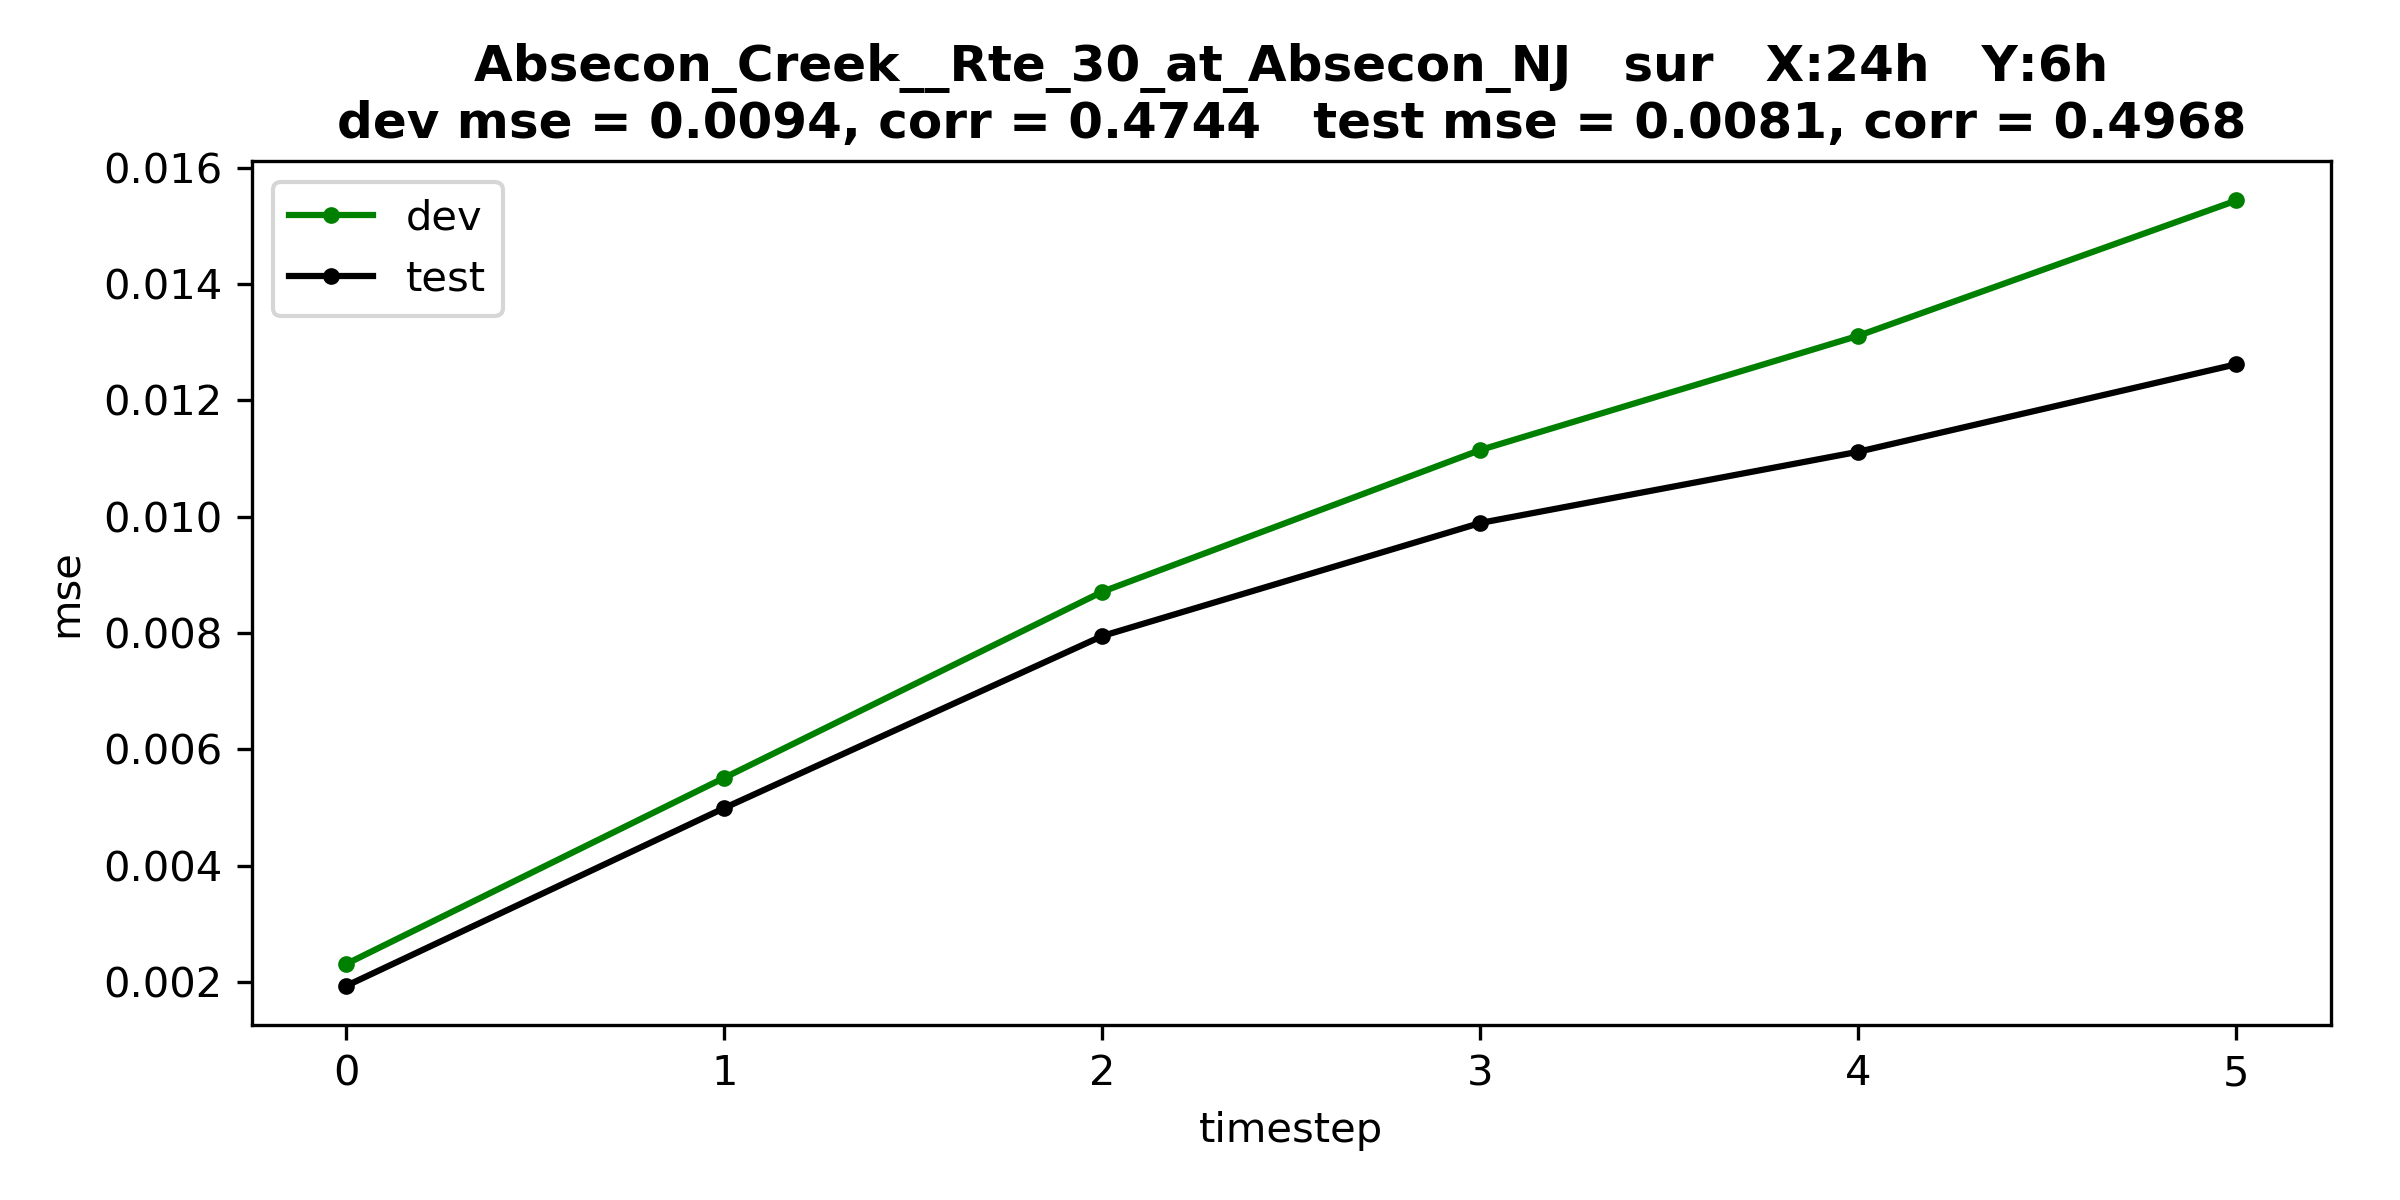 Absecon_Creek__Rte_30_at_Absecon_NJ   sur   X:24h   Y:6h
dev mse = 0.0094, corr = 0.4744   test mse = 0.0081, corr = 0.4968
dev
test
0.016
0.014
0.012
0.010
0.008
0.006
0.004
0.002
mse
0 1 2 3 4 5
timestep